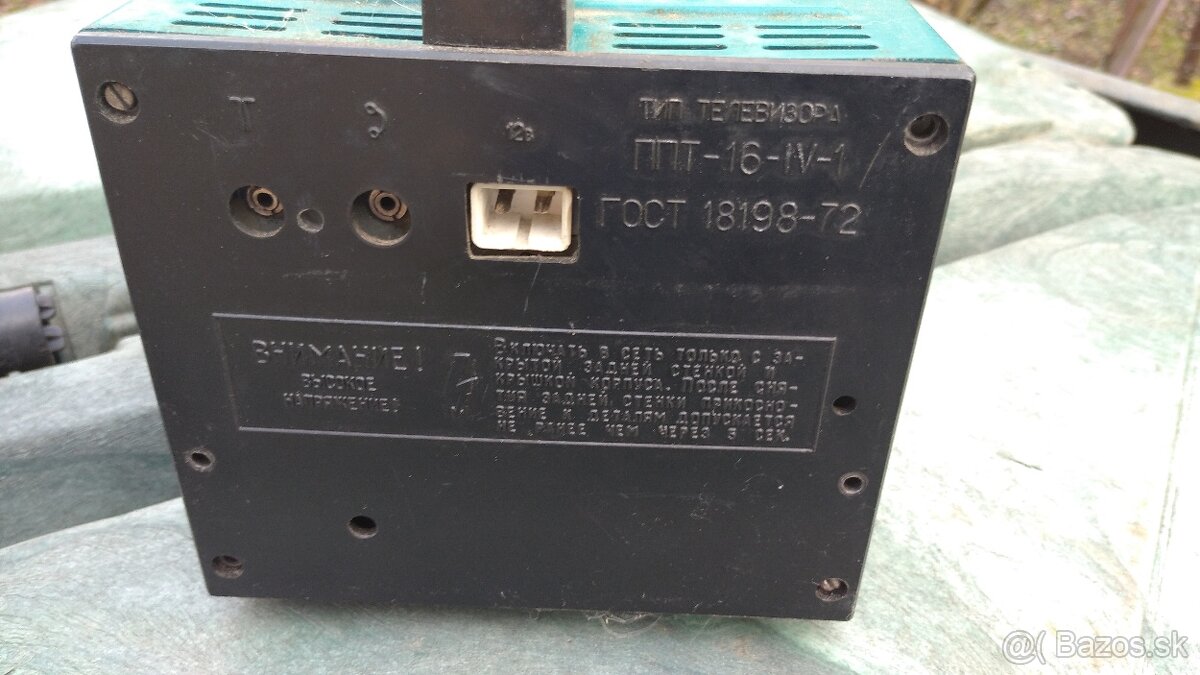 Т
12в
ТИП ТЕЛЕВИЗОРА
ППТ-16-IV-1
ГОСТ 18198-72
ВНИМАНИЕ!
ВЫСОКОЕ
НАПРЯЖЕНИЕ!
ВКЛЮЧАТЬ В СЕТЬ ТОЛЬКО С ЗА-
КРЫТОЙ ЗАДНЕЙ СТЕНКОЙ И
КРЫШКОЙ КОРПУСА. ПОСЛЕ СНЯ-
ТИЯ ЗАДНЕЙ СТЕНКИ ПРИКОСНО-
ВЕНИЕ К ДЕТАЛЯМ ДОПУСКАЕТСЯ
НЕ РАНЕЕ ЧЕМ ЧЕРЕЗ 5 СЕК.
@( Bazos.sk